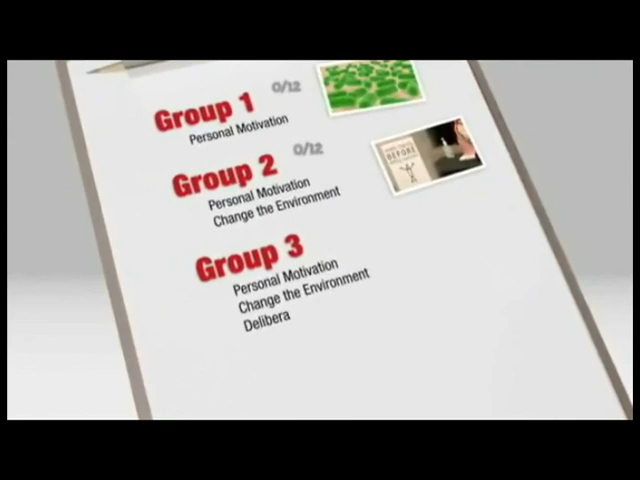 Group 1 0/12
Personal Motivation
Group 2 0/12
Personal Motivation
Change the Environment
Group 3
Personal Motivation
Change the Environment
Delibera
BEFORE